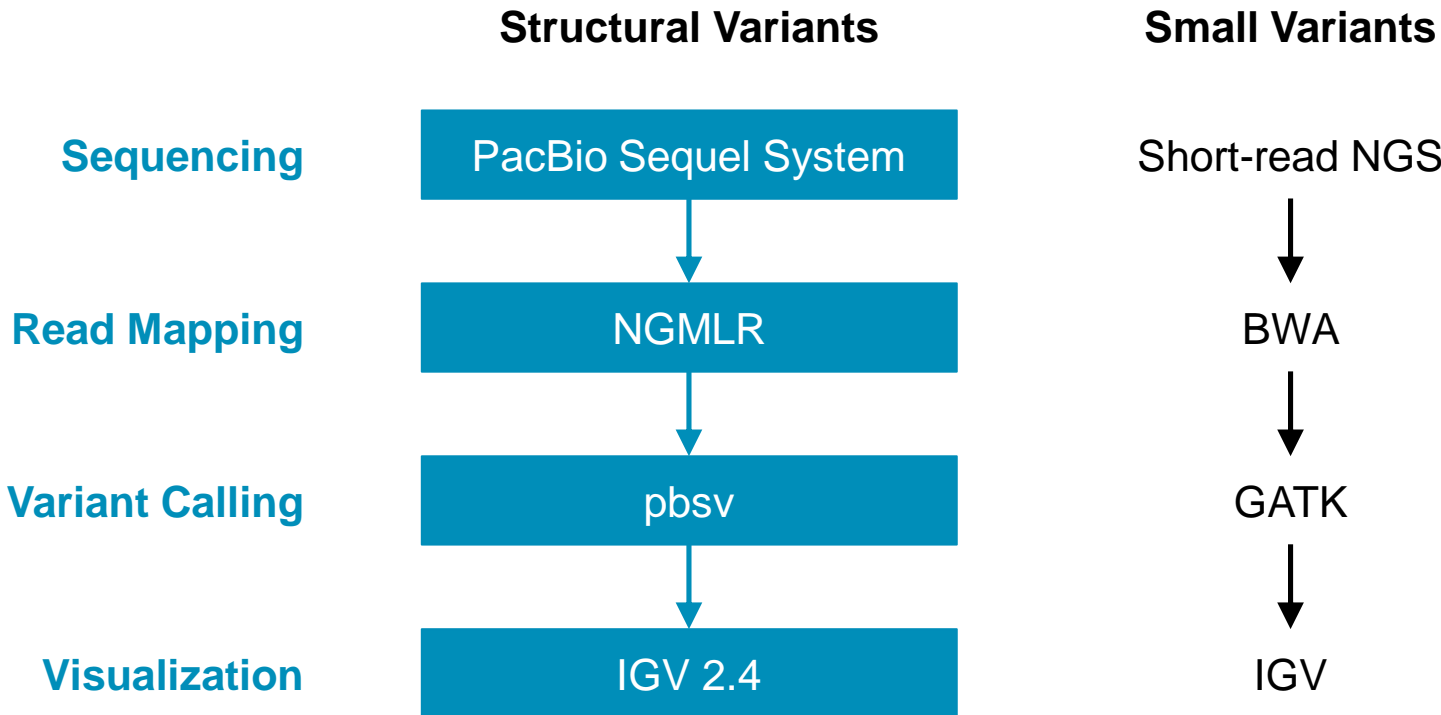 Structural Variants
Small Variants
Sequencing
PacBio Sequel System
Short-read NGS
Read Mapping
NGMLR
BWA
Variant Calling
pbsv
GATK
Visualization
IGV 2.4
IGV